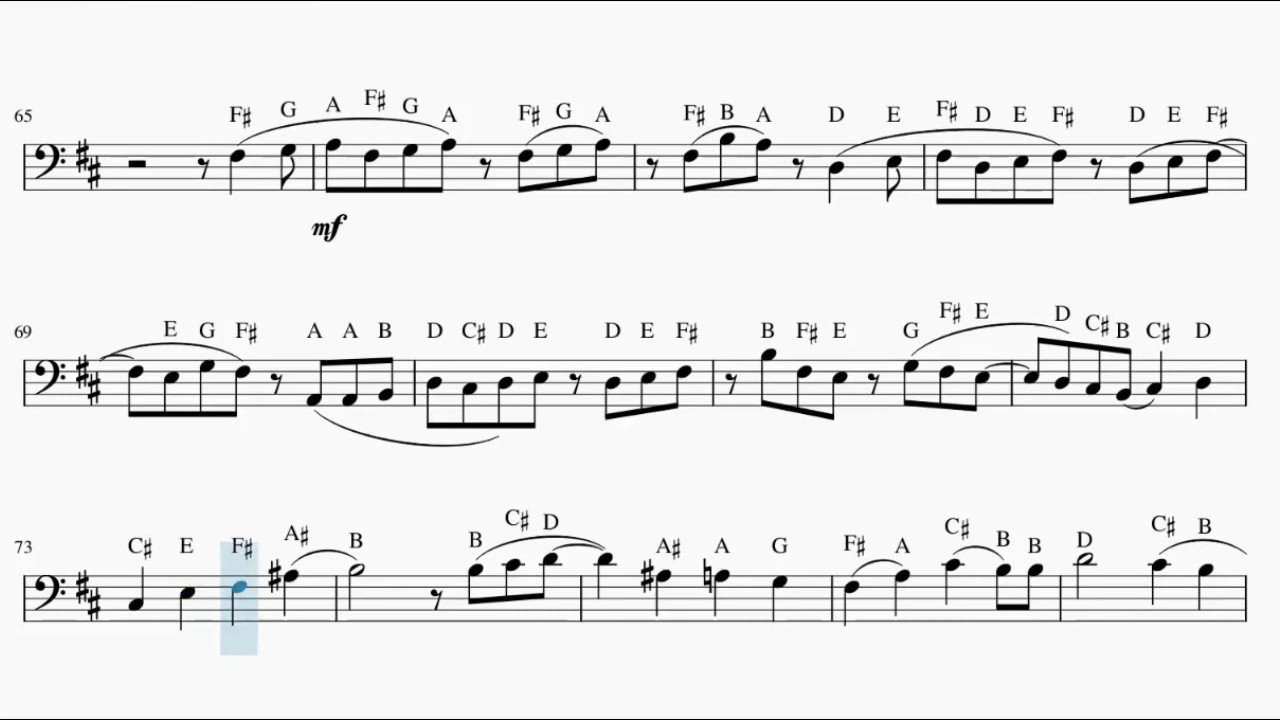 65 F♯ G A F♯ G A F♯ G A F♯ B A D E F♯ D E F♯ D E F♯
mf
69 E G F♯ A A B D C♯ D E D E F♯ B F♯ E G F♯ E D C♯ B C♯ D
73 C♯ E F♯ A♯ B B C♯ D A♯ A G F♯ A C♯ B B D C♯ B